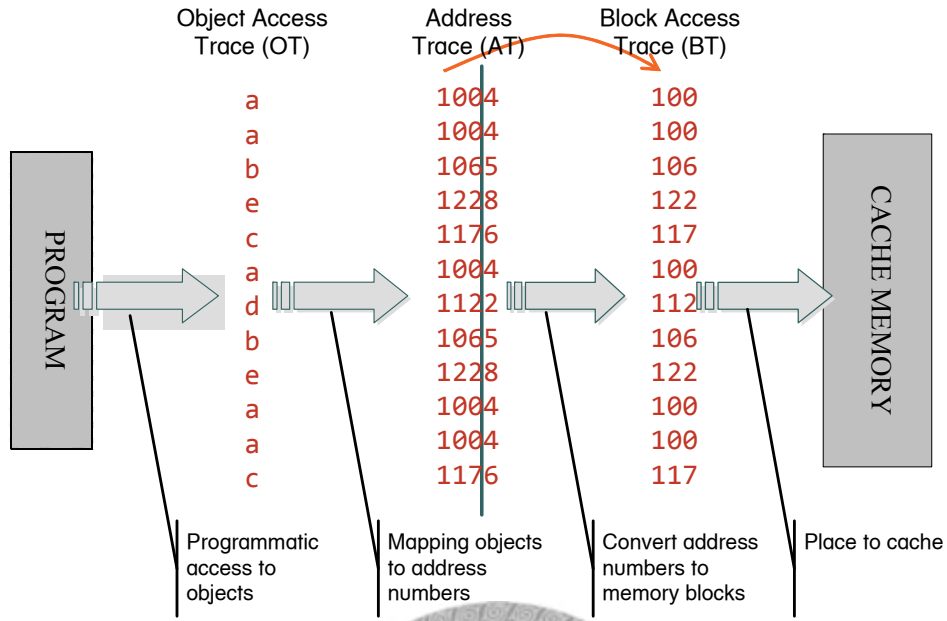 Object Access
Trace (OT)
Address
Trace (AT)
Block Access
Trace (BT)
a 1004 100
a 1004 100
b 1065 106
e 1228 122
c 1176 117
a 1004 100
d 1122 112
b 1065 106
e 1228 122
a 1004 100
a 1004 100
c 1176 117
PROGRAM
CACHE MEMORY
Programmatic
access to
objects
Mapping objects
to address
numbers
Convert address
numbers to
memory blocks
Place to cache